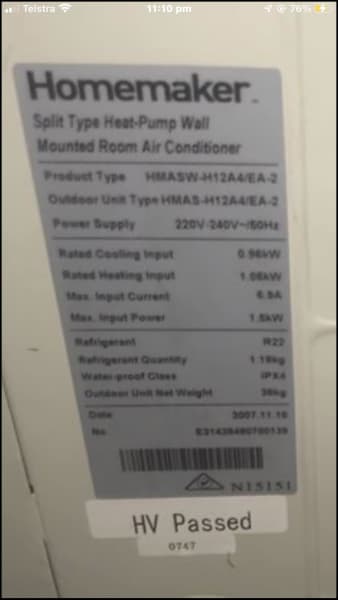 Telstra 11:10 pm 76%
Homemaker
Split Type Heat-Pump Wall
Mounted Room Air Conditioner
Product Type HMASW-H12A4/EA-2
Outdoor Unit Type HMAS-H12A4/EA-2
Power Supply 220V-240V~/50Hz
Rated Cooling Input 0.96kW
Rated Heating Input 1.06kW
Max. Input Current 6.9A
Max. Input Power 1.5kW
Refrigerant R22
Refrigerant Quantity
Water-proof Class IPX4
Outdoor Unit Net Weight
Date 2007.11.10
No.
N15151
HV Passed
0747